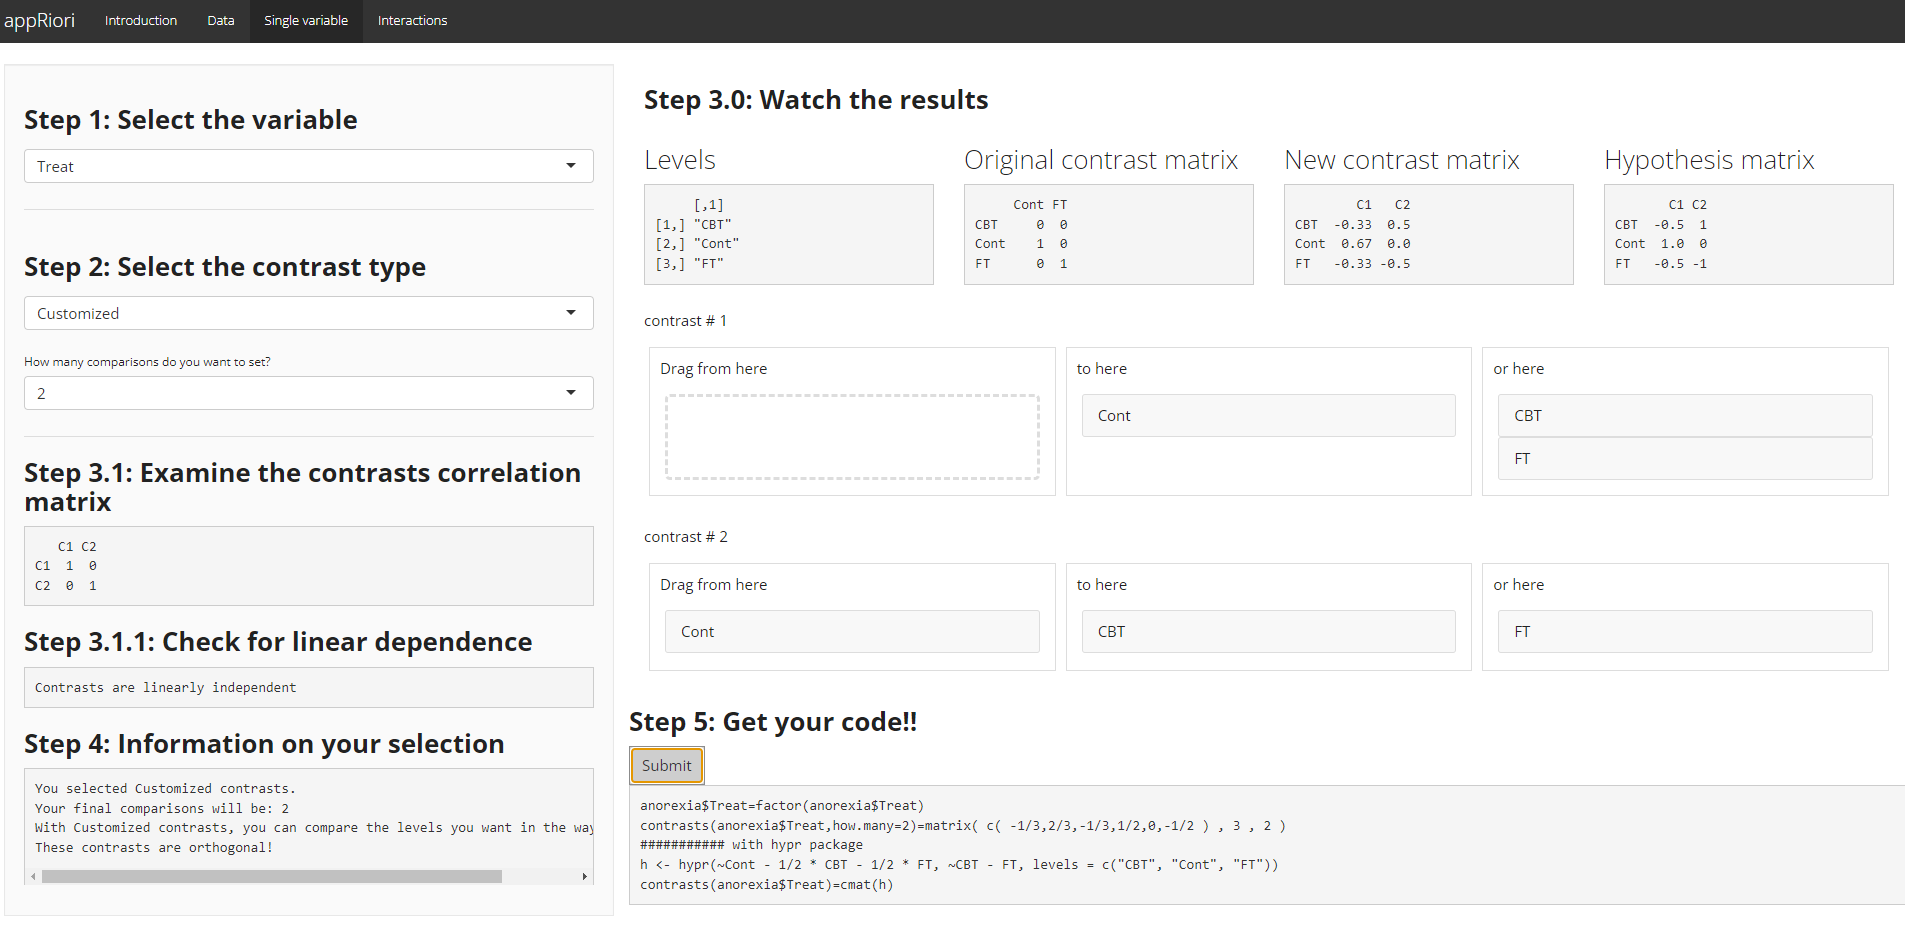 appRiori Introduction Data Single variable Interactions
Step 1: Select the variable
Treat
Step 2: Select the contrast type
Customized
How many comparisons do you want to set?
2
Step 3.1: Examine the contrasts correlation
matrix
   C1 C2
C1  1  0
C2  0  1
Step 3.1.1: Check for linear dependence
Contrasts are linearly independent
Step 4: Information on your selection
You selected Customized contrasts.
Your final comparisons will be: 2
With Customized contrasts, you can compare the levels you want in the way
These contrasts are orthogonal!
Step 3.0: Watch the results
Levels
     [,1]
[1,] "CBT"
[2,] "Cont"
[3,] "FT"
Original contrast matrix
     Cont FT
CBT     0  0
Cont    1  0
FT      0  1
New contrast matrix
        C1   C2
CBT  -0.33  0.5
Cont  0.67  0.0
FT   -0.33 -0.5
Hypothesis matrix
       C1 C2
CBT  -0.5  1
Cont  1.0  0
FT   -0.5 -1
contrast # 1
Drag from here
to here
Cont
or here
CBT
FT
contrast # 2
Drag from here
Cont
to here
CBT
or here
FT
Step 5: Get your code!!
Submit
anorexia$Treat=factor(anorexia$Treat)
contrasts(anorexia$Treat,how.many=2)=matrix( c( -1/3,2/3,-1/3,1/2,0,-1/2 ) , 3 , 2 )
########### with hypr package
h <- hypr(~Cont - 1/2 * CBT - 1/2 * FT, ~CBT - FT, levels = c("CBT", "Cont", "FT"))
contrasts(anorexia$Treat)=cmat(h)